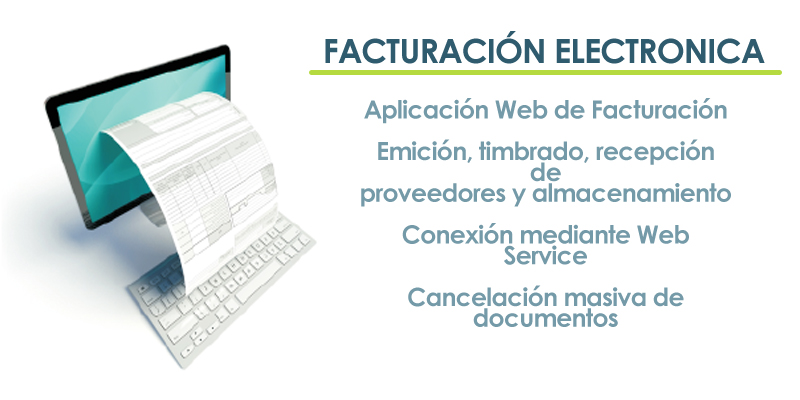 FACTURACIÓN ELECTRONICA
Aplicación Web de Facturación
Emición, timbrado, recepción
de
proveedores y almacenamiento
Conexión mediante Web
Service
Cancelación masiva de
documentos